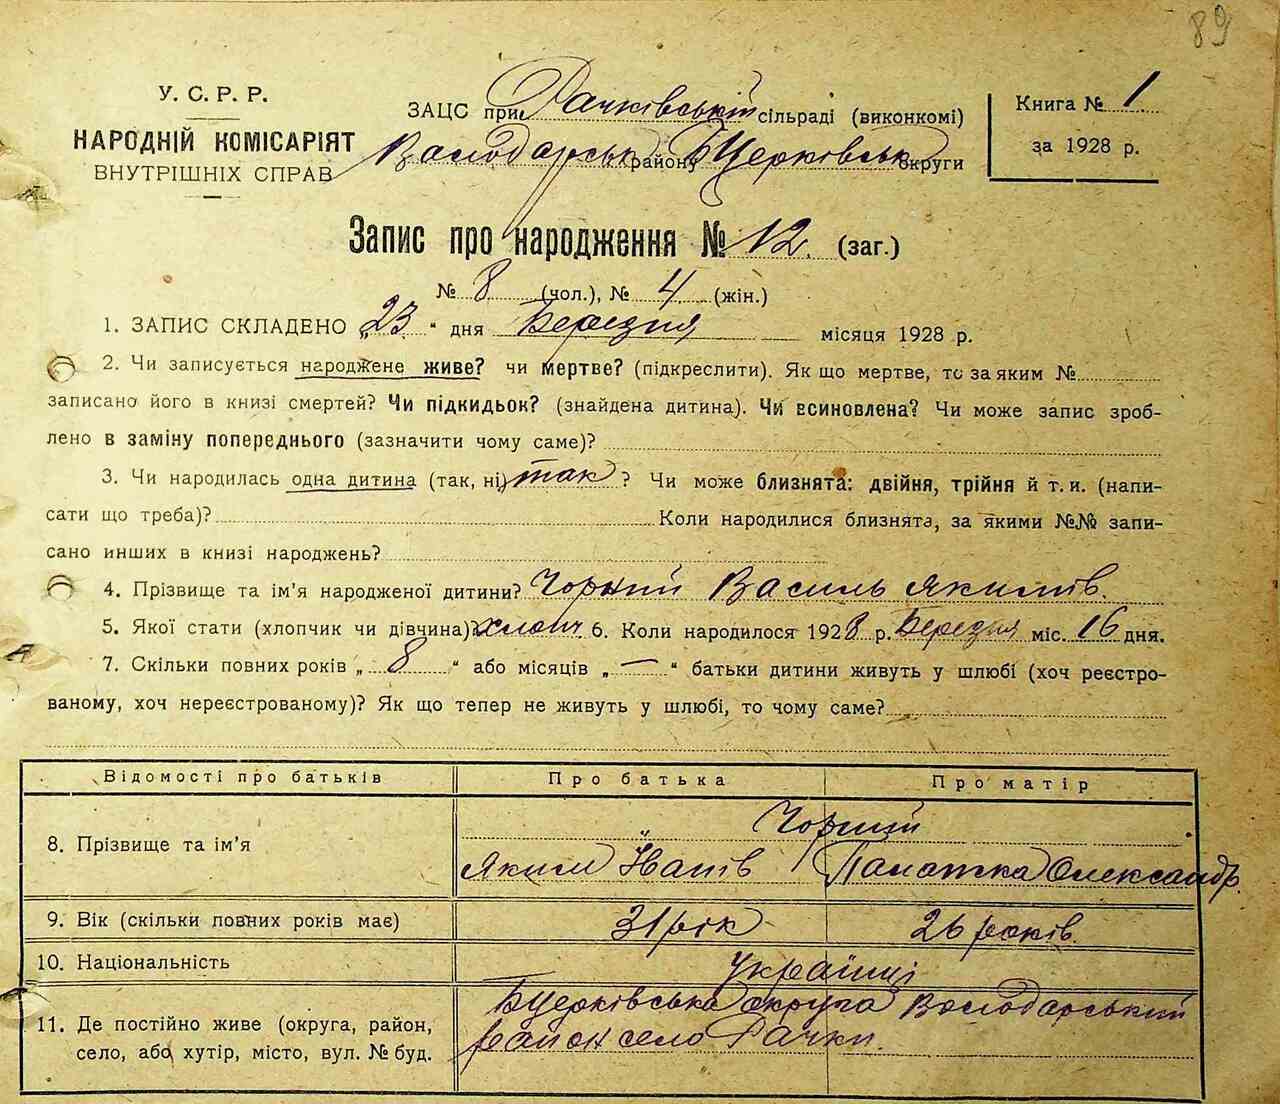 89
У. С. Р. Р.
НАРОДНІЙ КОМІСАРІЯТ
ВНУТРІШНІХ СПРАВ
ЗАЦС при Рачківській сільраді (виконкомі)
Володарськ району БЦерківськ округи
Книга № 1
за 1928 р.
Запис про народження № 12. (заг.)
№ 8 (чол.), № 4 (жін.)
1. ЗАПИС СКЛАДЕНО „23“ дня Березня місяця 1928 р.
2. Чи записується народжене живе? чи мертве? (підкреслити). Як що мертве, то за яким №
записано його в книзі смертей? Чи підкидьок? (знайдена дитина). Чи всиновлена? Чи може запис зроб-
лено в заміну попереднього (зазначити чому саме)?
3. Чи народилась одна дитина (так, ні) так ? Чи може близнята: двійня, трійня й т. и. (напи-
сати що треба)? Коли народилися близнята, за якими №№ запи-
сано инших в книзі народжень?
4. Прізвище та ім’я народженої дитини? Чорний Василь Якимів.
5. Якої стати (хлопчик чи дівчина)? хлопч 6. Коли народилося 1928 р. Березня міс. 16 дня.
7. Скільки повних років „ 8 “ або місяців „ — “ батьки дитини живуть у шлюбі (хоч реєстро-
ваному, хоч нереєстрованому)? Як що тепер не живуть у шлюбі, то чому саме?
Відомості про батьків Про батька Про матір
8. Прізвище та ім’я „ Чорниї
Яким Іванів Палажка Олександр.
9. Вік (скільки повних років має) 31 рік 26 років.
10. Національність українці
11. Де постійно живе (округа, район, БЦерківська округа Володарський
село, або хутір, місто, вул. № буд. район село Рачки.